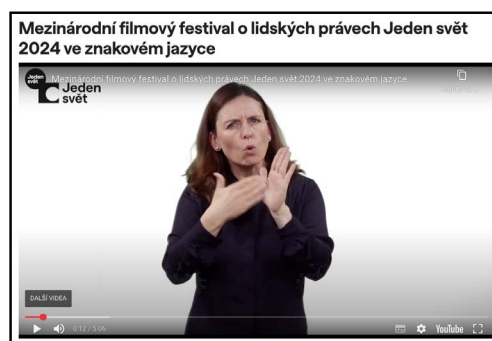 Mezinárodní filmový festival o lidských právech Jeden svět
2024 ve znakovém jazyce
Jeden
svět
Mezinárodní filmový festival o lidských právech Jeden svět 2024 ve znakovém jazyce
Jeden
svět
DALŠÍ VIDEA
0:12 / 5:06
YouTube